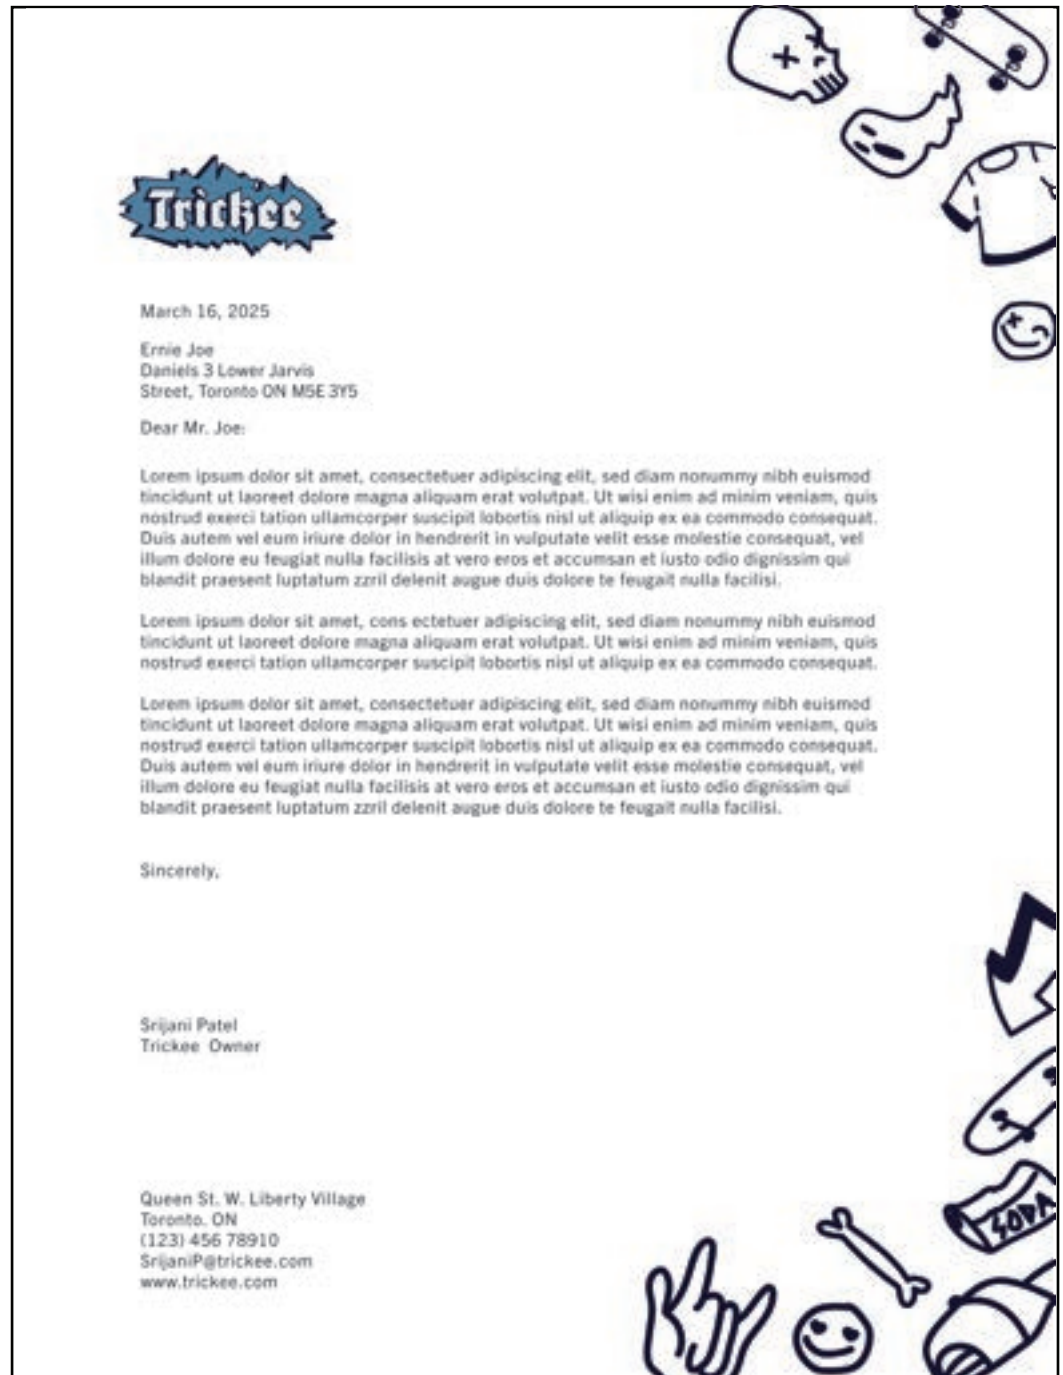 Trickee
March 16, 2025
Ernie Joe
Daniels 3 Lower Jarvis
Street, Toronto ON M5E 3Y5
Dear Mr. Joe:
Lorem ipsum dolor sit amet, consectetuer adipiscing elit, sed diam nonummy nibh euismod
tincidunt ut laoreet dolore magna aliquam erat volutpat. Ut wisi enim ad minim veniam, quis
nostrud exerci tation ullamcorper suscipit lobortis nisl ut aliquip ex ea commodo consequat.
Duis autem vel eum iriure dolor in hendrerit in vulputate velit esse molestie consequat, vel
illum dolore eu feugiat nulla facilisis at vero eros et accumsan et iusto odio dignissim qui
blandit praesent luptatum zzril delenit augue duis dolore te feugait nulla facilisi.
Lorem ipsum dolor sit amet, cons ectetuer adipiscing elit, sed diam nonummy nibh euismod
tincidunt ut laoreet dolore magna aliquam erat volutpat. Ut wisi enim ad minim veniam, quis
nostrud exerci tation ullamcorper suscipit lobortis nisl ut aliquip ex ea commodo consequat.
Lorem ipsum dolor sit amet, consectetuer adipiscing elit, sed diam nonummy nibh euismod
tincidunt ut laoreet dolore magna aliquam erat volutpat. Ut wisi enim ad minim veniam, quis
nostrud exerci tation ullamcorper suscipit lobortis nisl ut aliquip ex ea commodo consequat.
Duis autem vel eum iriure dolor in hendrerit in vulputate velit esse molestie consequat, vel
illum dolore eu feugiat nulla facilisis at vero eros et accumsan et iusto odio dignissim qui
blandit praesent luptatum zzril delenit augue duis dolore te feugait nulla facilisi.
Sincerely,
Srijani Patel
Trickee Owner
Queen St. W. Liberty Village
Toronto. ON
(123) 456 78910
SrijaniP@trickee.com
www.trickee.com
SODA